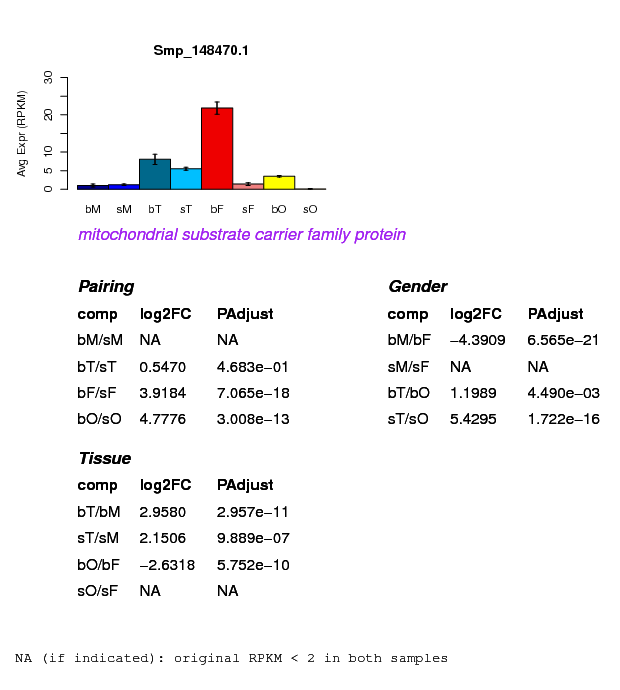 Smp_148470.1
Avg Expr (RPKM)
30
20
10
5
0
bM sM bT sT bF sF bO sO
mitochondrial substrate carrier family protein
Pairing
comp log2FC PAdjust
bM/sM NA NA
bT/sT 0.5470 4.683e−01
bF/sF 3.9184 7.065e−18
bO/sO 4.7776 3.008e−13
Gender
comp log2FC PAdjust
bM/bF −4.3909 6.565e−21
sM/sF NA NA
bT/bO 1.1989 4.490e−03
sT/sO 5.4295 1.722e−16
Tissue
comp log2FC PAdjust
bT/bM 2.9580 2.957e−11
sT/sM 2.1506 9.889e−07
bO/bF −2.6318 5.752e−10
sO/sF NA NA
NA (if indicated): original RPKM < 2 in both samples